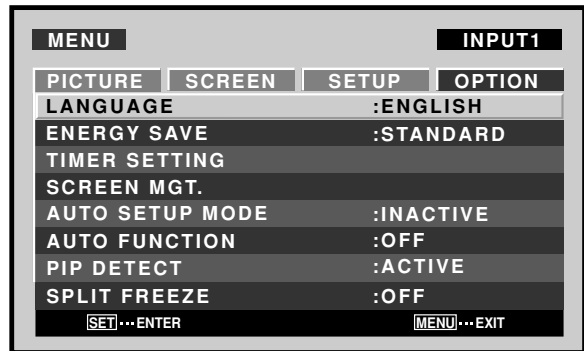 MENU INPUT1
PICTURE SCREEN SETUP OPTION
LANGUAGE :ENGLISH
ENERGY SAVE :STANDARD
TIMER SETTING
SCREEN MGT.
AUTO SETUP MODE :INACTIVE
AUTO FUNCTION :OFF
PIP DETECT :ACTIVE
SPLIT FREEZE :OFF
SET···ENTER MENU···EXIT